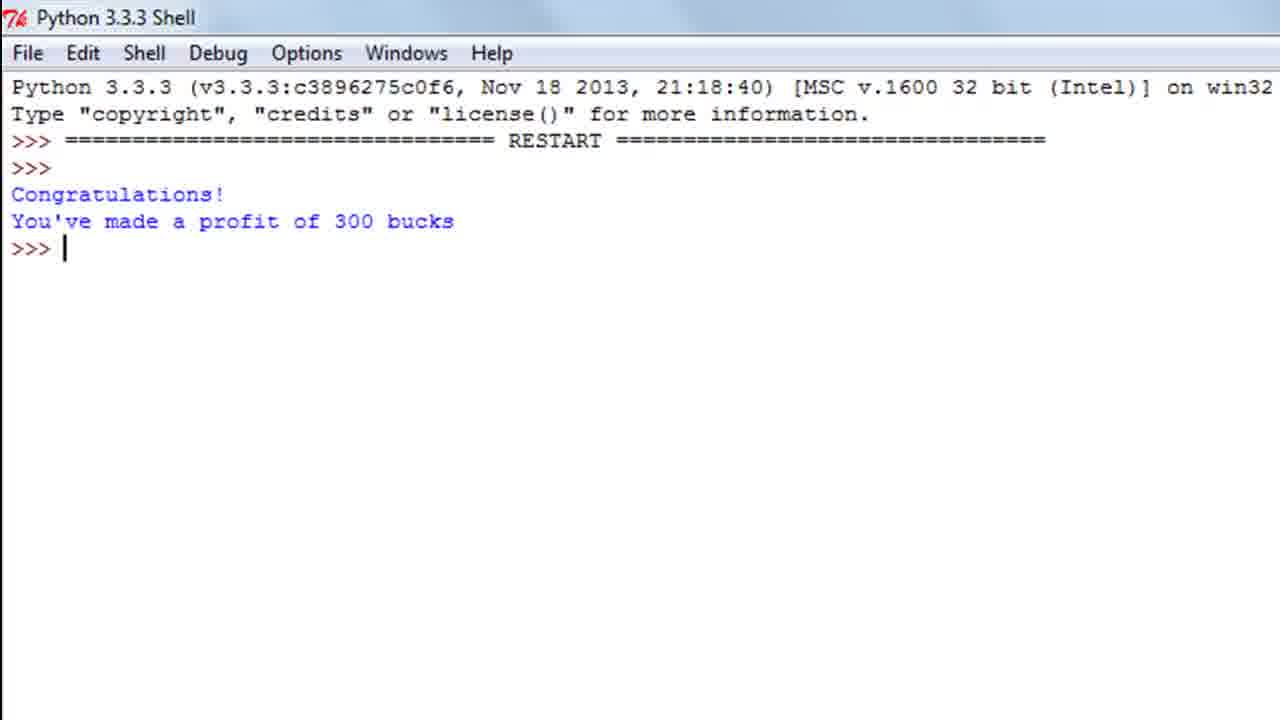 Python 3.3.3 Shell
File Edit Shell Debug Options Windows Help
Python 3.3.3 (v3.3.3:c3896275c0f6, Nov 18 2013, 21:18:40) [MSC v.1600 32 bit (Intel)] on win32
Type "copyright", "credits" or "license()" for more information.
>>> ================================ RESTART ================================
>>>
Congratulations!
You've made a profit of 300 bucks
>>>